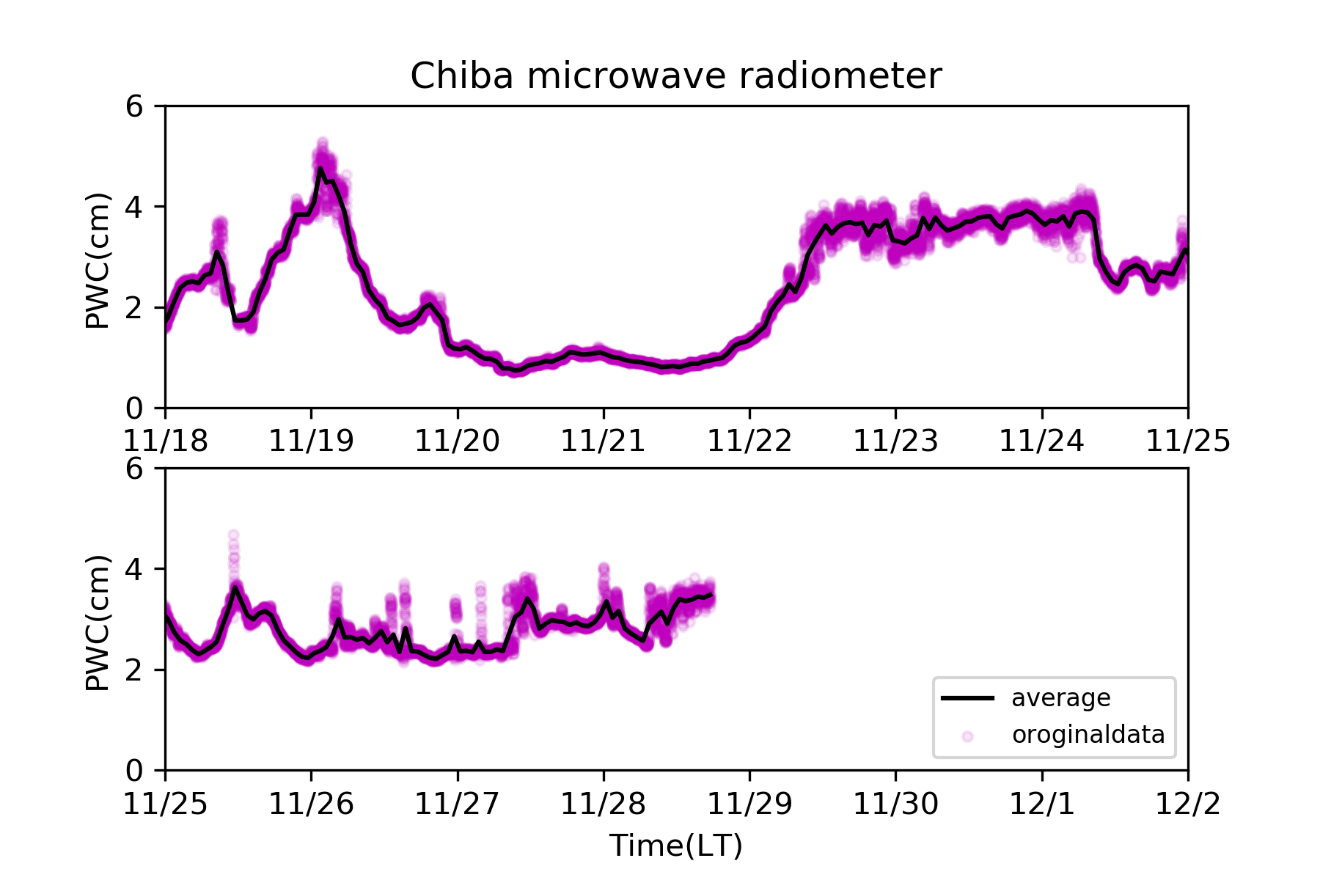 Chiba microwave radiometer
6
4
2
0
PWC(cm)
11/18 11/19 11/20 11/21 11/22 11/23 11/24 11/25
6
4
2
0
PWC(cm)
average
oroginaldata
11/25 11/26 11/27 11/28 11/29 11/30 12/1 12/2
Time(LT)